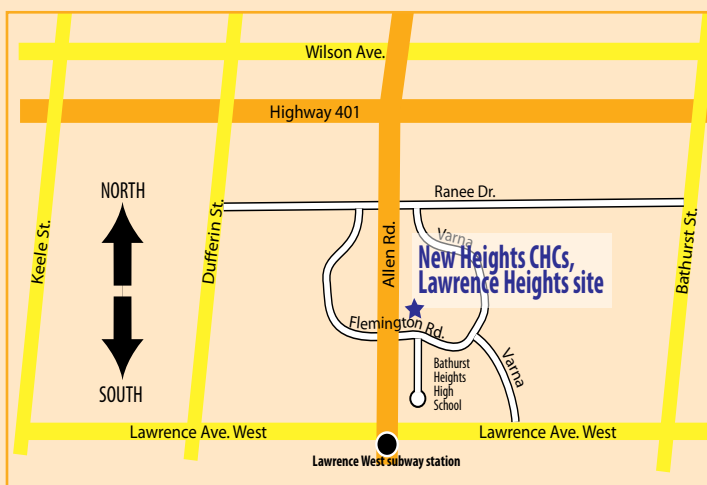 Wilson Ave.
Highway 401
NORTH
Ranee Dr.
Keele St.
Dufferin St.
Allen Rd.
Varna
Bathurst St.
New Heights CHCs,
Lawrence Heights site
Flemington Rd.
Varna
Bathurst
Heights
High
School
SOUTH
Lawrence Ave. West
Lawrence Ave. West
Lawrence West subway station